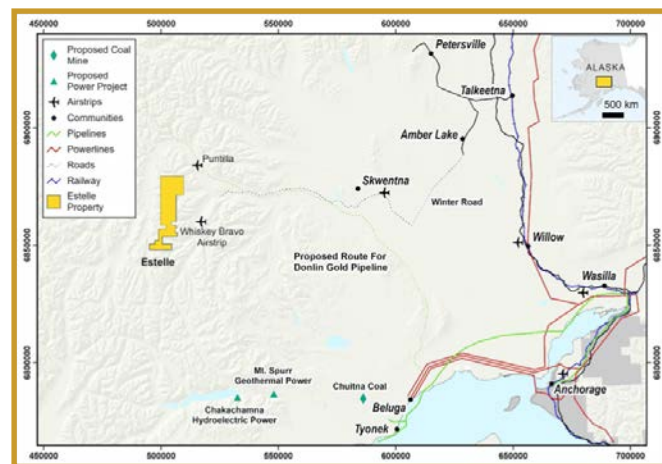 450000 500000 550000 600000 650000 700000
Proposed Coal
Mine
Proposed
Power Project
Airstrips
Communities
Pipelines
Powerlines
Roads
Railway
Estelle
Property
Petersville
Talkeetna
ALASKA
500 km
6900000
6900000
Amber Lake
Puntilla
Skwentna
Winter Road
Whiskey Bravo
Airstrip
Estelle
Willow
6850000
6850000
Proposed Route For
Donlin Gold Pipeline
Wasilla
6800000
6800000
Mt. Spurr
Geothermal Power
Chuitna Coal
Anchorage
Chakachamna
Hydroelectric Power
Beluga
Tyonek
450000 500000 550000 600000 650000 700000